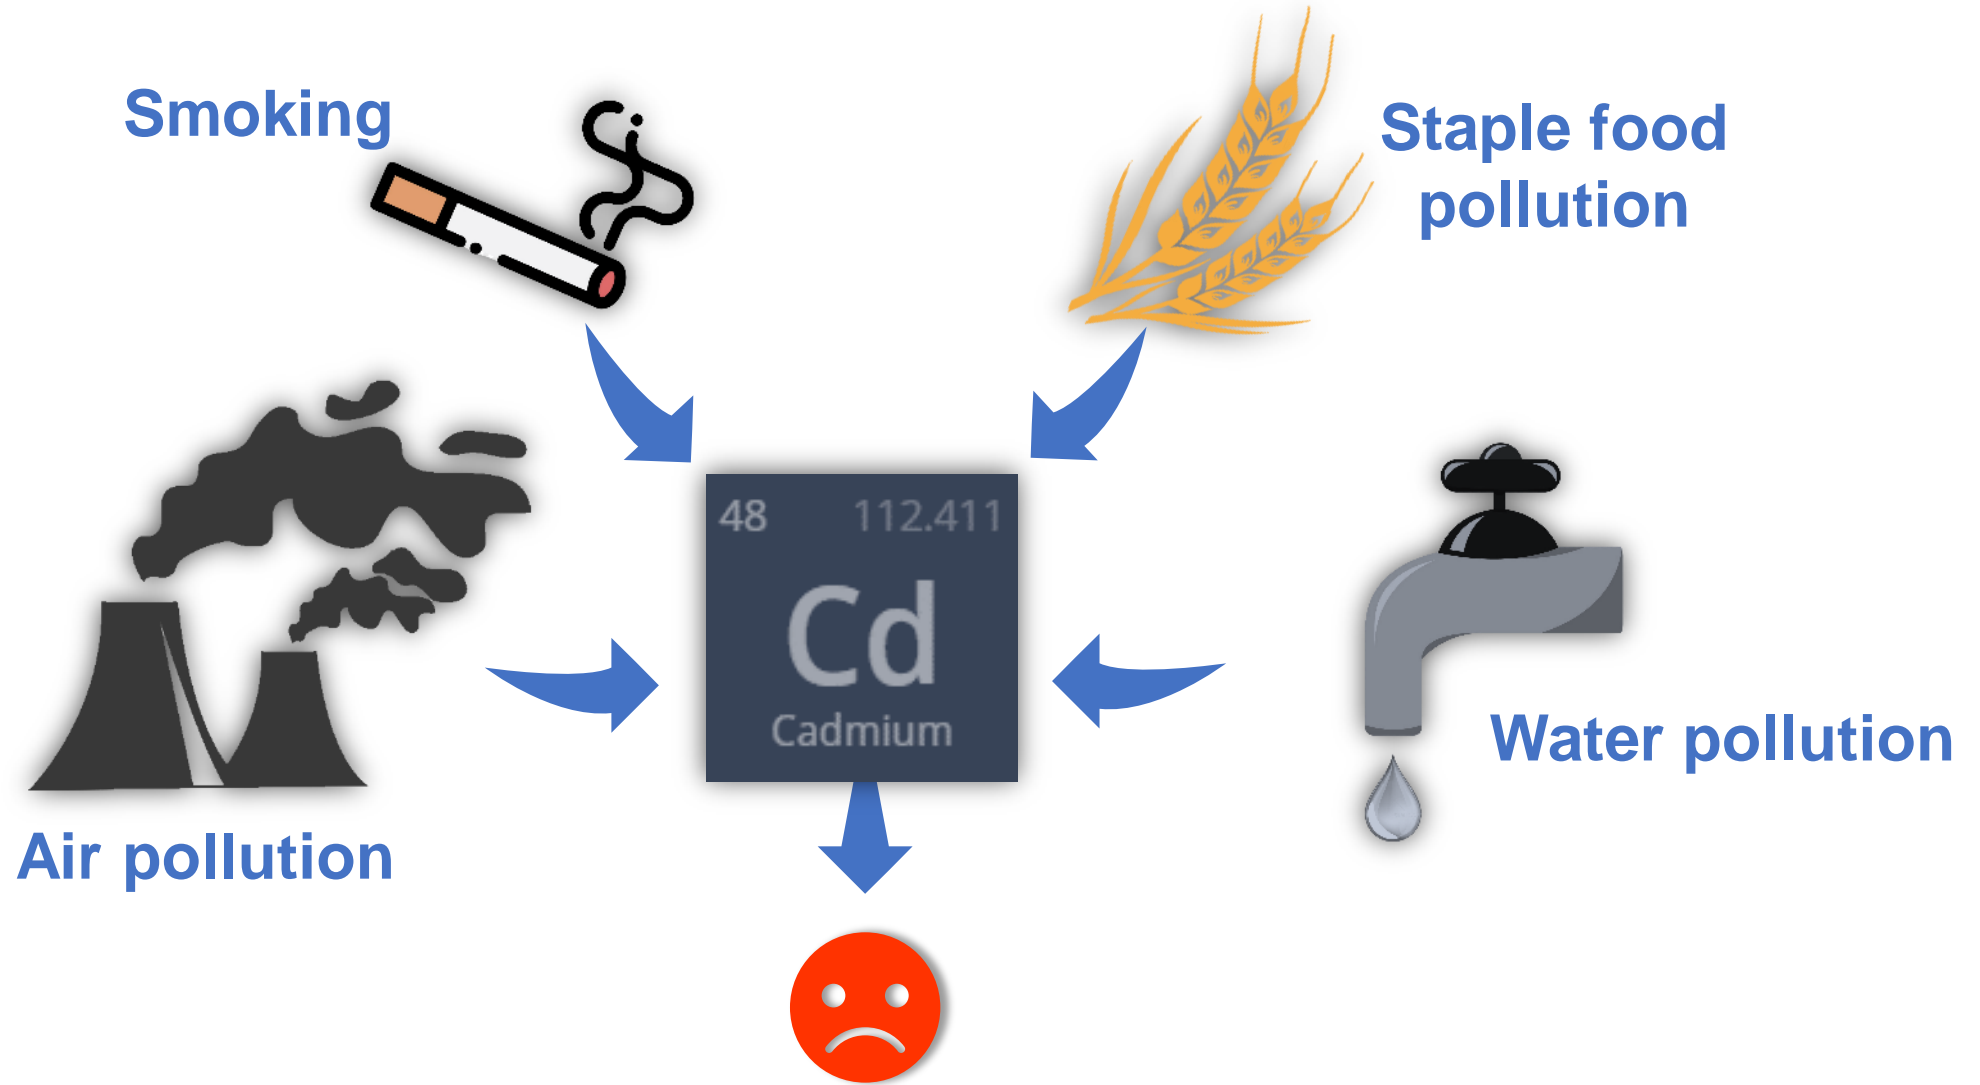 Smoking
Staple food
pollution
48 112.411
Cd
Cadmium
Water pollution
Air pollution